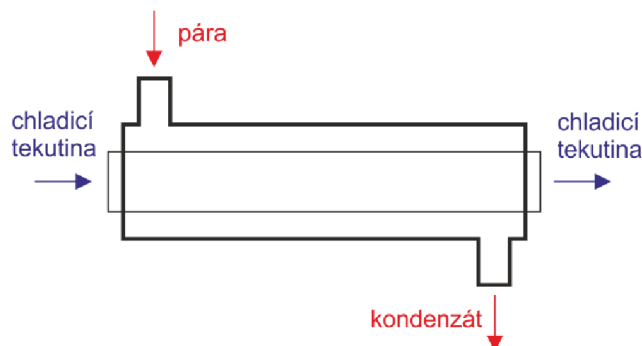 pára
chladicí
tekutina
chladicí
tekutina
kondenzát